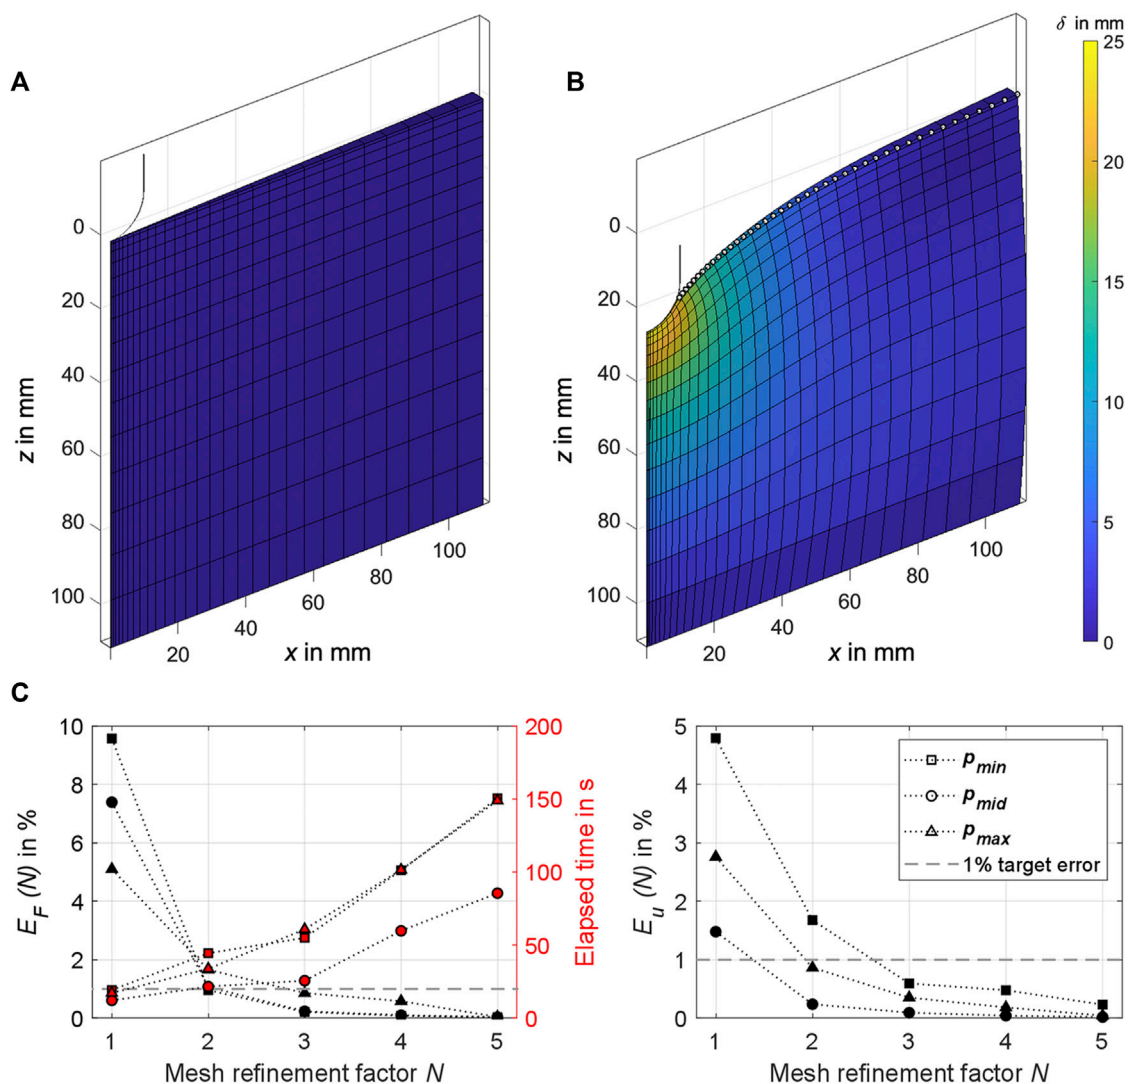 A
0
20
40
60
80
100
z in mm
20
40
60
80
100
x in mm
B
0
20
40
60
80
100
z in mm
20
40
60
80
100
x in mm
δ in mm
25
20
15
10
5
0
C
10
8
6
4
2
0
E_F (N) in %
200
150
100
50
0
Elapsed time in s
1 2 3 4 5
Mesh refinement factor N
5
4
3
2
1
0
E_u (N) in %
p_min
p_mid
p_max
1% target error
1 2 3 4 5
Mesh refinement factor N